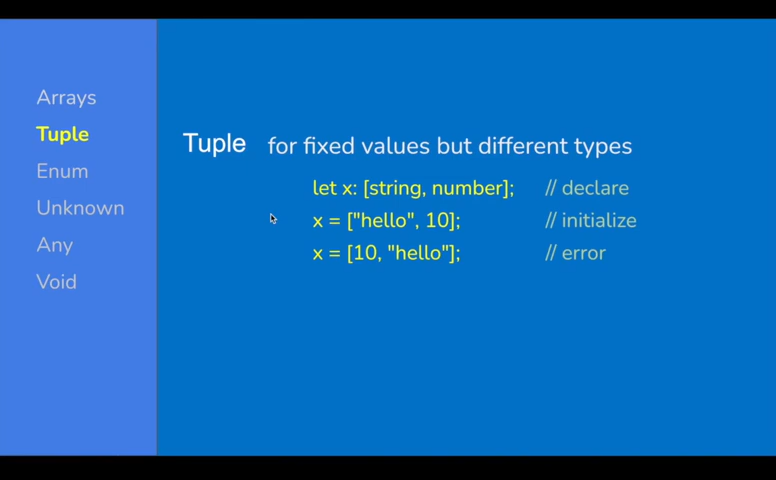 Arrays
Tuple
Enum
Unknown
Any
Void
Tuple for fixed values but different types
let x: [string, number]; // declare
x = ["hello", 10]; // initialize
x = [10, "hello"]; // error